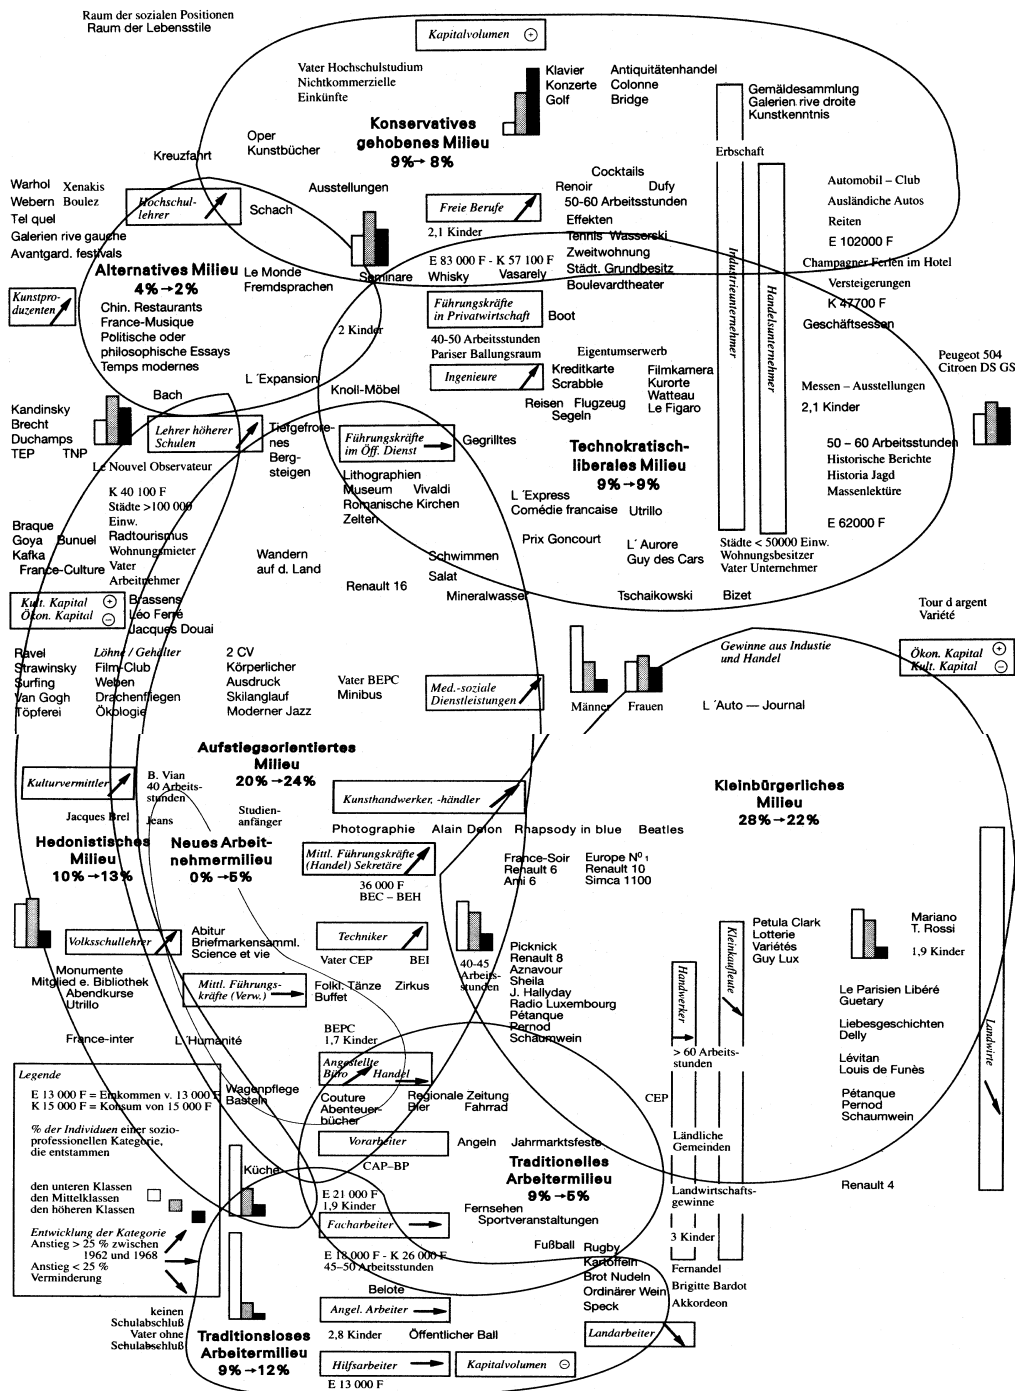 Raum der sozialen Positionen
Raum der Lebensstile
Kapitalvolumen +
Vater Hochschulstudium
Nichtkommerzielle
Einkünfte
Klavier
Konzerte
Golf
Antiquitätenhandel
Colonne
Bridge
Gemäldesammlung
Galerien rive droite
Kunstkenntnis
Konservatives
gehobenes Milieu
9%→ 8%
Oper
Kunstbücher
Kreuzfahrt
Erbschaft
Warhol
Webern
Tel quel
Galerien rive gauche
Avantgard. festivals
Xenakis
Boulez
Hochschul-
lehrer
Schach
Ausstellungen
Freie Berufe
2,1 Kinder
Cocktails
Renoir Dufy
50-60 Arbeitsstunden
Effekten
Tennis Wasserski
Zweitwohnung
Städt. Grundbesitz
Boulevardtheater
Automobil – Club
Ausländische Autos
Reiten
E 102000 F
Champagner Ferien im Hotel
Versteigerungen
K 47700 F
Geschäftsessen
Industrieunternehmer
Handelsunternehmer
Alternatives Milieu
4%→2%
Le Monde
Fremdsprachen
Seminare
E 83 000 F - K 57 100 F
Whisky Vasarely
Kunstpro-
duzenten
Chin. Restaurants
France-Musique
Politische oder
philosophische Essays
Temps modernes
2 Kinder
Führungskräfte
in Privatwirtschaft
Boot
40-50 Arbeitsstunden
Pariser Ballungsraum
Ingenieure
Eigentumserwerb
Kreditkarte
Scrabble
Filmkamera
Kurorte
Watteau
Le Figaro
Reisen Flugzeug
Segeln
Peugeot 504
Citroen DS GS
Messen – Ausstellungen
2,1 Kinder
L´Expansion
Knoll-Möbel
Bach
Kandinsky
Brecht
Duchamps
TEP TNP
Lehrer höherer
Schulen
Tiefgefrore-
nes
Berg-
steigen
Führungskräfte
im Öff. Dienst
Gegrilltes
Technokratisch-
liberales Milieu
9%→9%
50 – 60 Arbeitsstunden
Historische Berichte
Historia Jagd
Massenlektüre
E 62000 F
Le Nouvel Observateur
Lithographien
Museum Vivaldi
Romanische Kirchen
Zelten
L´Express
Comédie francaise
Utrillo
K 40 100 F
Städte >100 000
Einw.
Radtourismus
Wohnungsmieter
Vater
Arbeitnehmer
Braque
Goya Bunuel
Kafka
France-Culture
Prix Goncourt
L´Aurore
Guy des Cars
Städte < 50000 Einw.
Wohnungsbesitzer
Vater Unternehmer
Wandern
auf d. Land
Schwimmen
Salat
Renault 16
Mineralwasser
Tschaikowski
Bizet
Kult. Kapital +
Ökon. Kapital −
Brassens
Léo Ferré
Jacques Douai
Tour d argent
Variété
Ravel
Strawinsky
Surfing
Van Gogh
Töpferei
Löhne / Gehälter
Film-Club
Weben
Drachenfliegen
Ökologie
2 CV
Körperlicher
Ausdruck
Skilanglauf
Moderner Jazz
Vater BEPC
Minibus
Med.-soziale
Dienstleistungen
Männer Frauen
Gewinne aus Industie
und Handel
Ökon. Kapital +
Kult. Kapital −
L´Auto — Journal
Aufstiegsorientiertes
Milieu
20% →24%
Kulturvermittler
B. Vian
40 Arbeits-
stunden
Jacques Brel
Jeans
Studien-
anfänger
Kunsthandwerker, -händler
Kleinbürgerliches
Milieu
28%→22%
Photographie Alain Delon Rhapsody in blue Beatles
Hedonistisches
Milieu
10% →13%
Neues Arbeit-
nehmermilieu
0% →5%
Mittl. Führungskräfte
(Handel) Sekretäre
36 000 F
BEC – BEH
France-Soir
Renault 6
Ami 6
Europe Nº 1
Renault 10
Simca 1100
Volksschullehrer
Abitur
Briefmarkensamml.
Science et vie
Techniker
Vater CEP BEI
40-45
Arbeits-
stunden
Petula Clark
Lotterie
Variétés
Guy Lux
Mariano
T. Rossi
1,9 Kinder
Kleinkaufleute
Handwerker
Landwirte
Monumente
Mitglied e. Bibliothek
Abendkurse
Utrillo
Mittl. Führungs-
kräfte (Verw.)
Folkl. Tänze Zirkus
Buffet
Picknick
Renault 8
Aznavour
Sheila
J. Hallyday
Radio Luxembourg
Pétanque
Pernod
Schaumwein
Le Parisien Libéré
Guetary
Liebesgeschichten
Delly
Lévitan
Louis de Funès
Pétanque
Pernod
Schaumwein
France-inter
L´Humanité
BEPC
1,7 Kinder
Angestellte
Büro Handel
> 60 Arbeits-
stunden
Legende
E 13 000 F = Einkommen v. 13 000 F
K 15 000 F = Konsum von 15 000 F
% der Individuen einer sozio-
professionellen Kategorie,
die entstammen
den unteren Klassen
den Mittelklassen
den höheren Klassen
Entwicklung der Kategorie
Anstieg > 25 % zwischen
1962 und 1968
Anstieg < 25 %
Verminderung
Wagenpflege
Basteln
Couture
Abenteuer-
bücher
Regionale Zeitung
Bier Fahrrad
CEP
Vorarbeiter
CAP–BP
Angeln Jahrmarktsfeste
Ländliche
Gemeinden
Küche
Traditionelles
Arbeitermilieu
9% →5%
Renault 4
E 21 000 F
1,9 Kinder
Landwirtschafts-
gewinne
Facharbeiter
Fernsehen
Sportveranstaltungen
3 Kinder
E 18 000 F - K 26 000 F
45–50 Arbeitsstunden
Fußball
Rugby
Kartoffeln
Brot Nudeln
Ordinärer Wein
Speck
Fernandel
Brigitte Bardot
Akkordeon
Belote
keinen
Schulabschluß
Vater ohne
Schulabschluß
Traditionsloses
Arbeitermilieu
9% →12%
Angel. Arbeiter
2,8 Kinder
Öffentlicher Ball
Landarbeiter
Hilfsarbeiter
Kapitalvolumen −
E 13 000 F